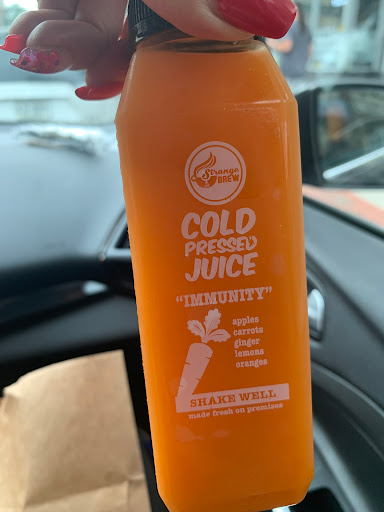 Strange
BREW
COLD
PRESSED
JUICE
"IMMUNITY"
apples
carrots
ginger
lemons
oranges
SHAKE WELL
made fresh on premises